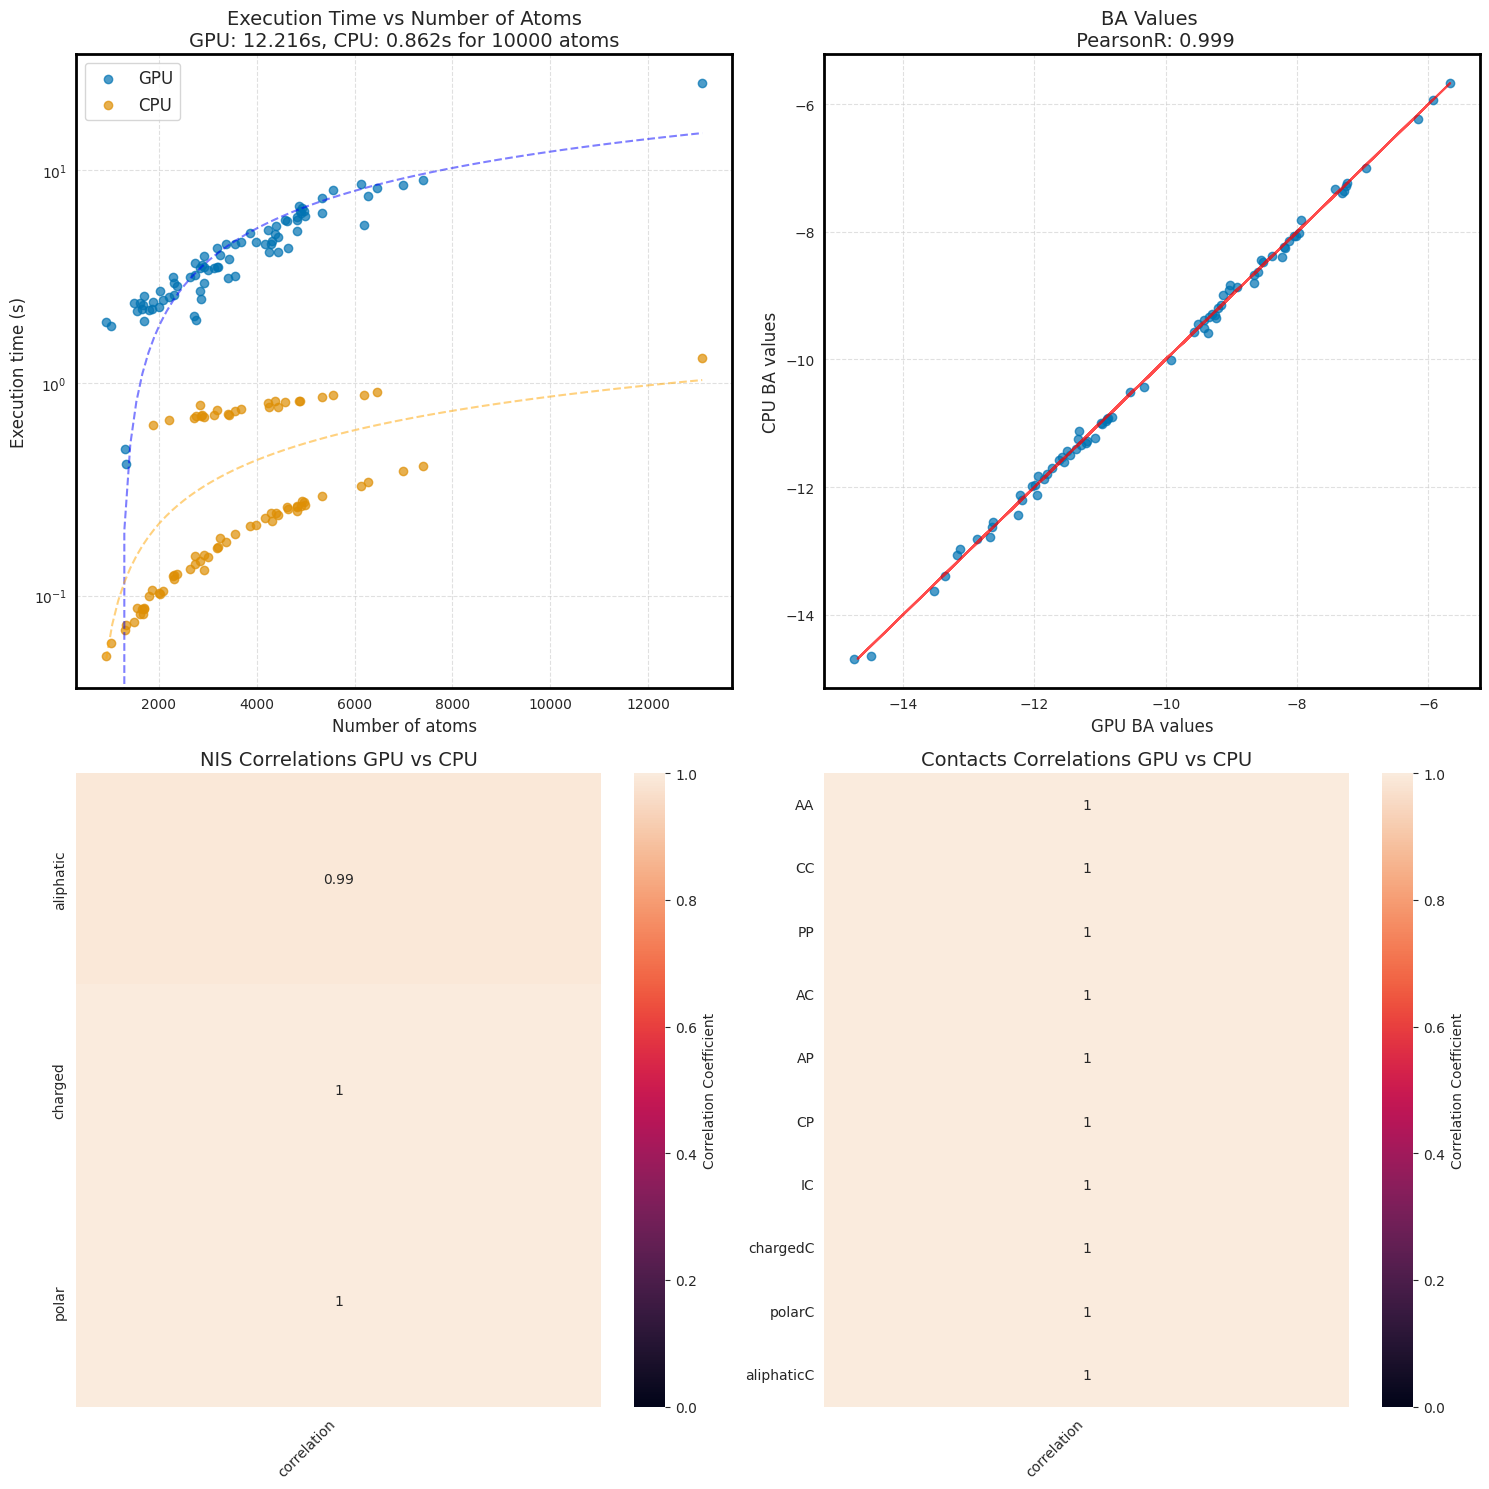 Execution Time vs Number of Atoms
GPU: 12.216s, CPU: 0.862s for 10000 atoms
GPU
CPU
10¹
10⁰
10⁻¹
Execution time (s)
2000 4000 6000 8000 10000 12000
Number of atoms
BA Values
PearsonR: 0.999
−6
−8
−10
−12
−14
CPU BA values
−14 −12 −10 −8 −6
GPU BA values
NIS Correlations GPU vs CPU
aliphatic
0.99
charged
1
polar
1
correlation
1.0
0.8
0.6
0.4
0.2
0.0
Correlation Coefficient
Contacts Correlations GPU vs CPU
AA 1
CC 1
PP 1
AC 1
AP 1
CP 1
IC 1
chargedC 1
polarC 1
aliphaticC 1
correlation
1.0
0.8
0.6
0.4
0.2
0.0
Correlation Coefficient